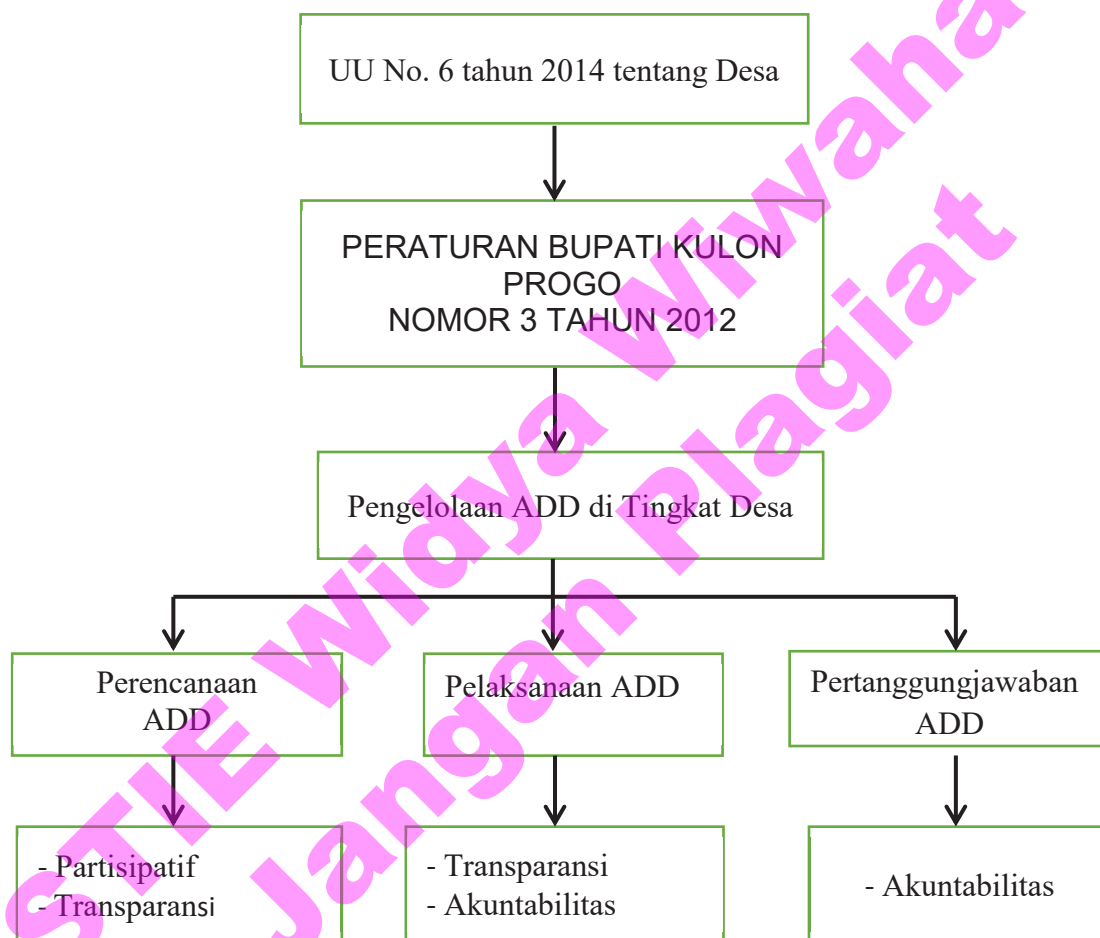 UU No. 6 tahun 2014 tentang Desa
PERATURAN BUPATI KULON
PROGO
NOMOR 3 TAHUN 2012
Pengelolaan ADD di Tingkat Desa
Perencanaan
ADD
Pelaksanaan ADD
Pertanggungjawaban
ADD
- Partisipatif
- Transparansi
- Transparansi
- Akuntabilitas
- Akuntabilitas
STIE Widya Wiwaha
Jangan Plagiat